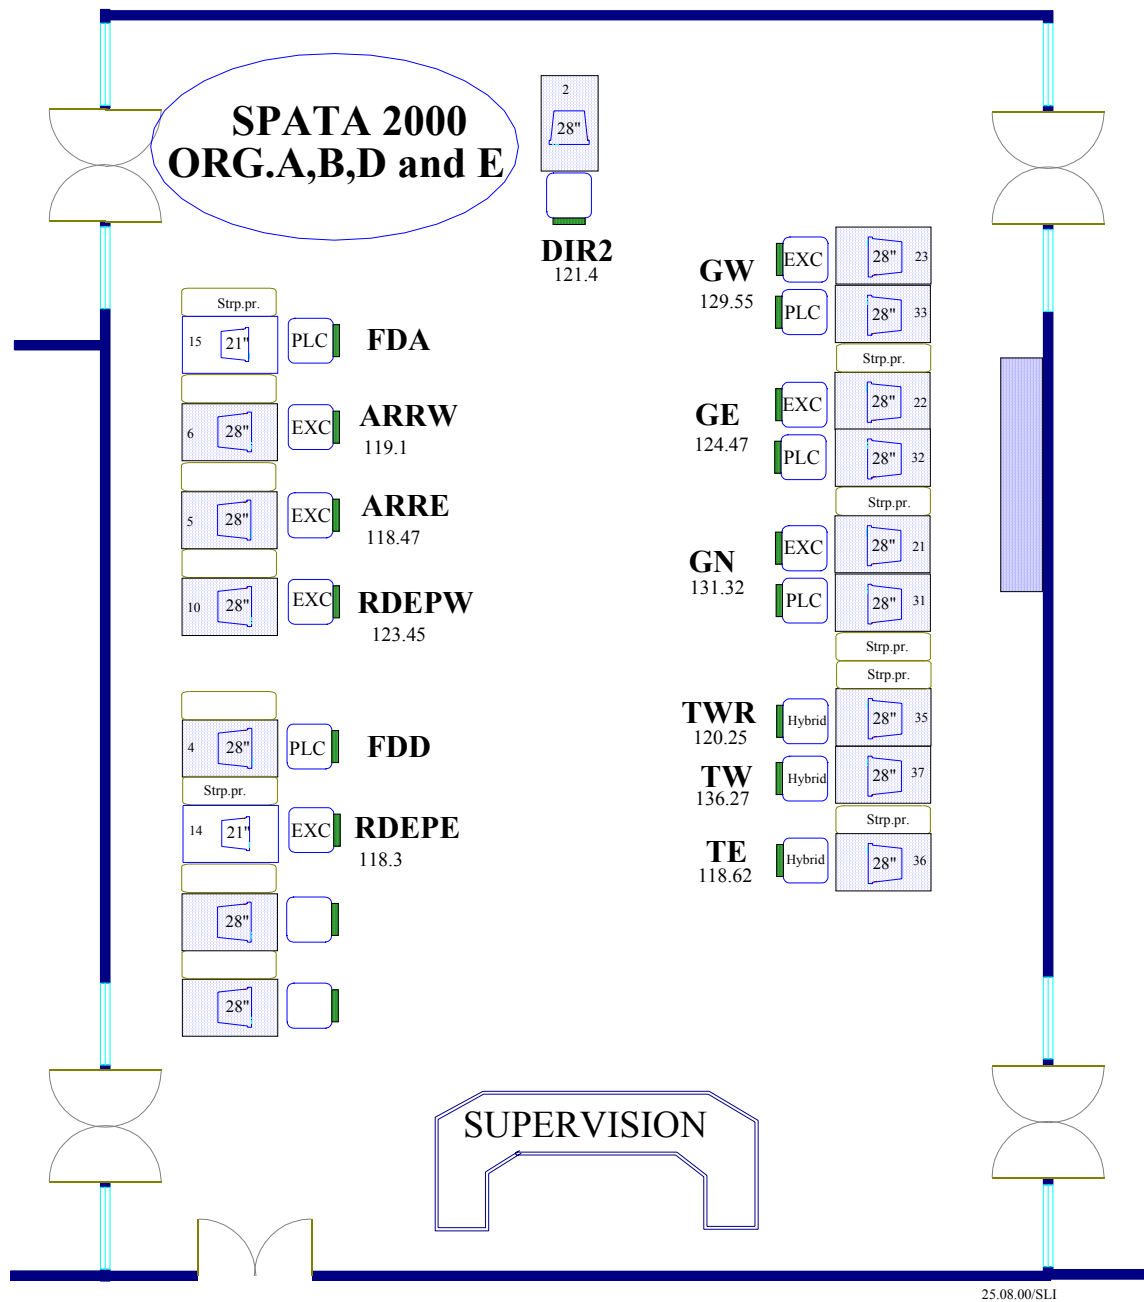 SPATA 2000
ORG.A,B,D and E
2
28"
DIR2
121.4
Strp.pr.
15
21"
PLC
FDA
6
28"
EXC
ARRW
119.1
5
28"
EXC
ARRE
118.47
10
28"
EXC
RDEPW
123.45
4
28"
PLC
FDD
Strp.pr.
14
21"
EXC
RDEPE
118.3
28"
28"
GW
129.55
EXC
28"
23
PLC
28"
33
Strp.pr.
GE
124.47
EXC
28"
22
PLC
28"
32
Strp.pr.
GN
131.32
EXC
28"
21
PLC
28"
31
Strp.pr.
Strp.pr.
TWR
120.25
Hybrid
28"
35
TW
136.27
Hybrid
28"
37
Strp.pr.
TE
118.62
Hybrid
28"
36
SUPERVISION
25.08.00/SLI